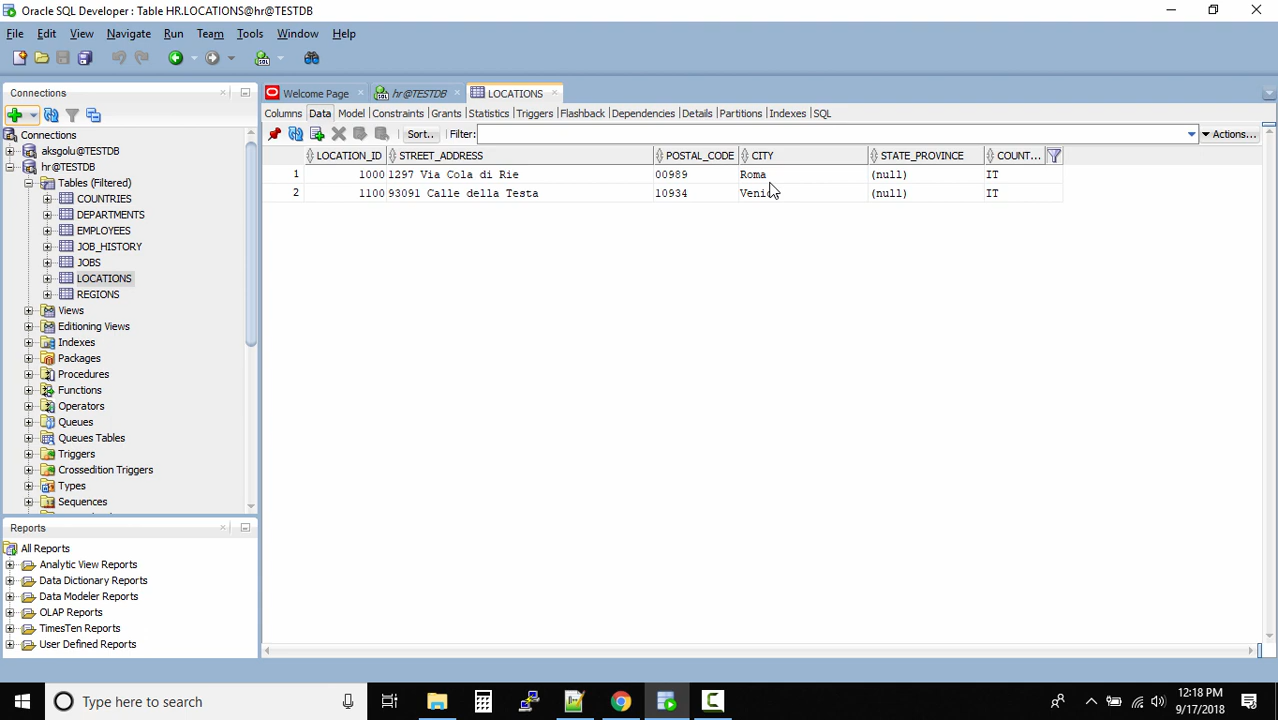 Oracle SQL Developer : Table HR.LOCATIONS@hr@TESTDB
File Edit View Navigate Run Team Tools Window Help
Connections
Welcome Page hr@TESTDB LOCATIONS
Columns Data Model Constraints Grants Statistics Triggers Flashback Dependencies Details Partitions Indexes SQL
Sort.. Filter: Actions...
LOCATION_ID STREET_ADDRESS POSTAL_CODE CITY STATE_PROVINCE COUNT...
1 1000 1297 Via Cola di Rie 00989 Roma (null) IT
2 1100 93091 Calle della Testa 10934 (null) IT
Connections
aksgolu@TESTDB
hr@TESTDB
Tables (Filtered)
COUNTRIES
DEPARTMENTS
EMPLOYEES
JOB_HISTORY
JOBS
LOCATIONS
REGIONS
Views
Editioning Views
Indexes
Packages
Procedures
Functions
Operators
Queues
Queues Tables
Triggers
Crossedition Triggers
Types
Sequences
Reports
All Reports
Analytic View Reports
Data Dictionary Reports
Data Modeler Reports
OLAP Reports
TimesTen Reports
User Defined Reports
Type here to search
12:18 PM
9/17/2018